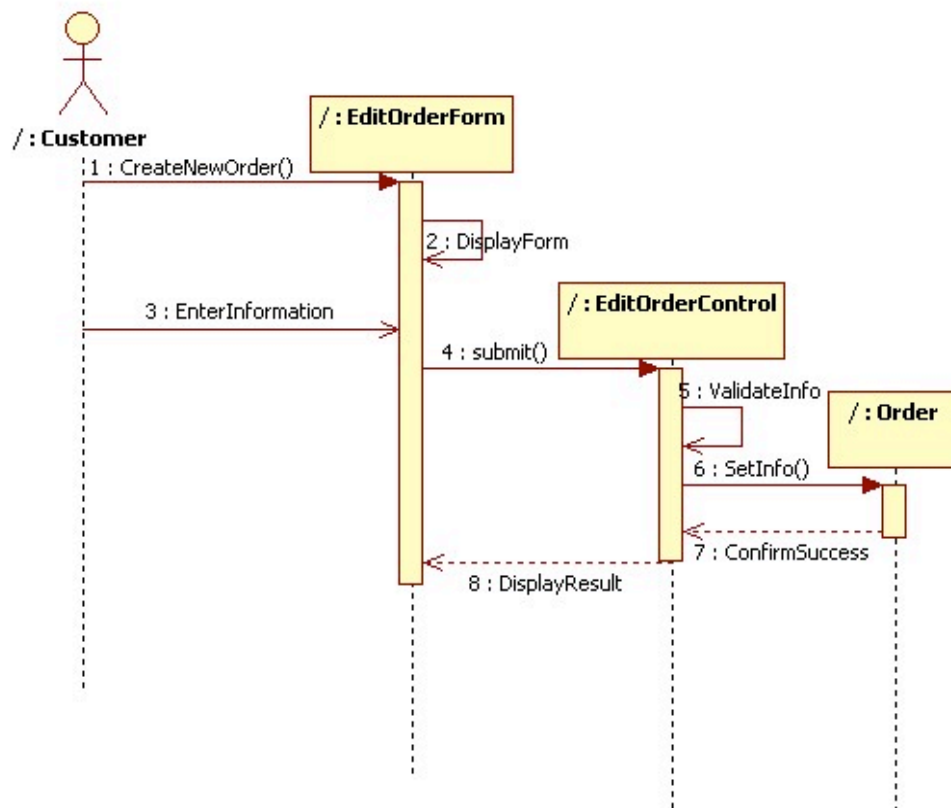 / : EditOrderForm
/ : Customer
1 : CreateNewOrder()
2 : DisplayForm
/ : EditOrderControl
3 : EnterInformation
4 : submit()
5 : ValidateInfo
/ : Order
6 : SetInfo()
7 : ConfirmSuccess
8 : DisplayResult